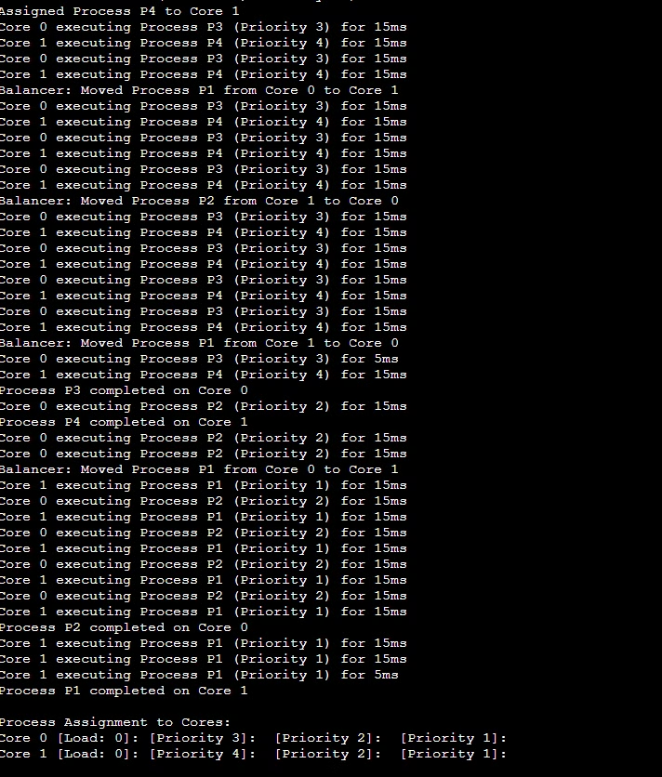 Assigned Process P4 to Core 1
Core 0 executing Process P3 (Priority 3) for 15ms
Core 1 executing Process P4 (Priority 4) for 15ms
Core 0 executing Process P3 (Priority 3) for 15ms
Core 1 executing Process P4 (Priority 4) for 15ms
Balancer: Moved Process P1 from Core 0 to Core 1
Core 0 executing Process P3 (Priority 3) for 15ms
Core 1 executing Process P4 (Priority 4) for 15ms
Core 0 executing Process P3 (Priority 3) for 15ms
Core 1 executing Process P4 (Priority 4) for 15ms
Core 0 executing Process P3 (Priority 3) for 15ms
Core 1 executing Process P4 (Priority 4) for 15ms
Balancer: Moved Process P2 from Core 1 to Core 0
Core 0 executing Process P3 (Priority 3) for 15ms
Core 1 executing Process P4 (Priority 4) for 15ms
Core 0 executing Process P3 (Priority 3) for 15ms
Core 1 executing Process P4 (Priority 4) for 15ms
Core 0 executing Process P3 (Priority 3) for 15ms
Core 1 executing Process P4 (Priority 4) for 15ms
Core 0 executing Process P3 (Priority 3) for 15ms
Core 1 executing Process P4 (Priority 4) for 15ms
Balancer: Moved Process P1 from Core 1 to Core 0
Core 0 executing Process P3 (Priority 3) for 5ms
Core 1 executing Process P4 (Priority 4) for 15ms
Process P3 completed on Core 0
Core 0 executing Process P2 (Priority 2) for 15ms
Process P4 completed on Core 1
Core 0 executing Process P2 (Priority 2) for 15ms
Core 0 executing Process P2 (Priority 2) for 15ms
Balancer: Moved Process P1 from Core 0 to Core 1
Core 1 executing Process P1 (Priority 1) for 15ms
Core 0 executing Process P2 (Priority 2) for 15ms
Core 1 executing Process P1 (Priority 1) for 15ms
Core 0 executing Process P2 (Priority 2) for 15ms
Core 1 executing Process P1 (Priority 1) for 15ms
Core 0 executing Process P2 (Priority 2) for 15ms
Core 1 executing Process P1 (Priority 1) for 15ms
Core 0 executing Process P2 (Priority 2) for 15ms
Core 1 executing Process P1 (Priority 1) for 15ms
Process P2 completed on Core 0
Core 1 executing Process P1 (Priority 1) for 15ms
Core 1 executing Process P1 (Priority 1) for 15ms
Core 1 executing Process P1 (Priority 1) for 5ms
Process P1 completed on Core 1
Process Assignment to Cores:
Core 0 [Load: 0]: [Priority 3]:  [Priority 2]:  [Priority 1]:
Core 1 [Load: 0]: [Priority 4]:  [Priority 2]:  [Priority 1]: